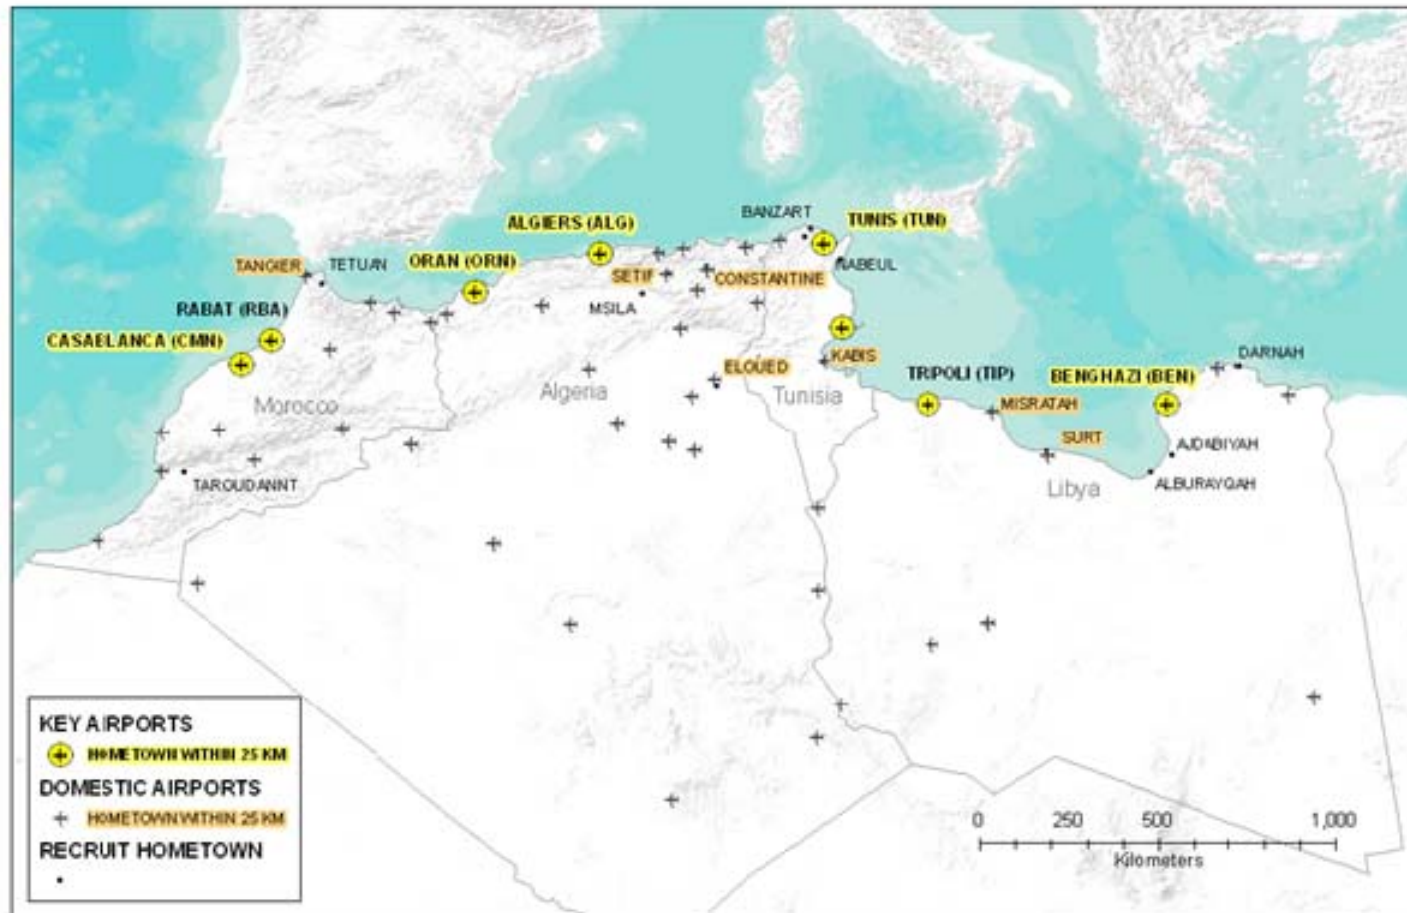 BANZART
TUNIS (TUN)
ALGIERS (ALG)
TANGIER
TETUAN
ORAN (ORN)
SETIF
CONSTANTINE
NABEUL
RABAT (RBA)
MSILA
CASABLANCA (CMN)
KABIS
DARNAH
ELOUED
TRIPOLI (TIP)
BENGHAZI (BEN)
Algeria
Tunisia
Morocco
MISRATAH
SURT
AJDABIYAH
TAROUDANNT
Libya
ALBURAYQAH
KEY AIRPORTS
HOMETOWN WITHIN 25 KM
DOMESTIC AIRPORTS
HOMETOWN WITHIN 25 KM
RECRUIT HOMETOWN
0 250 500 1,000
Kilometers